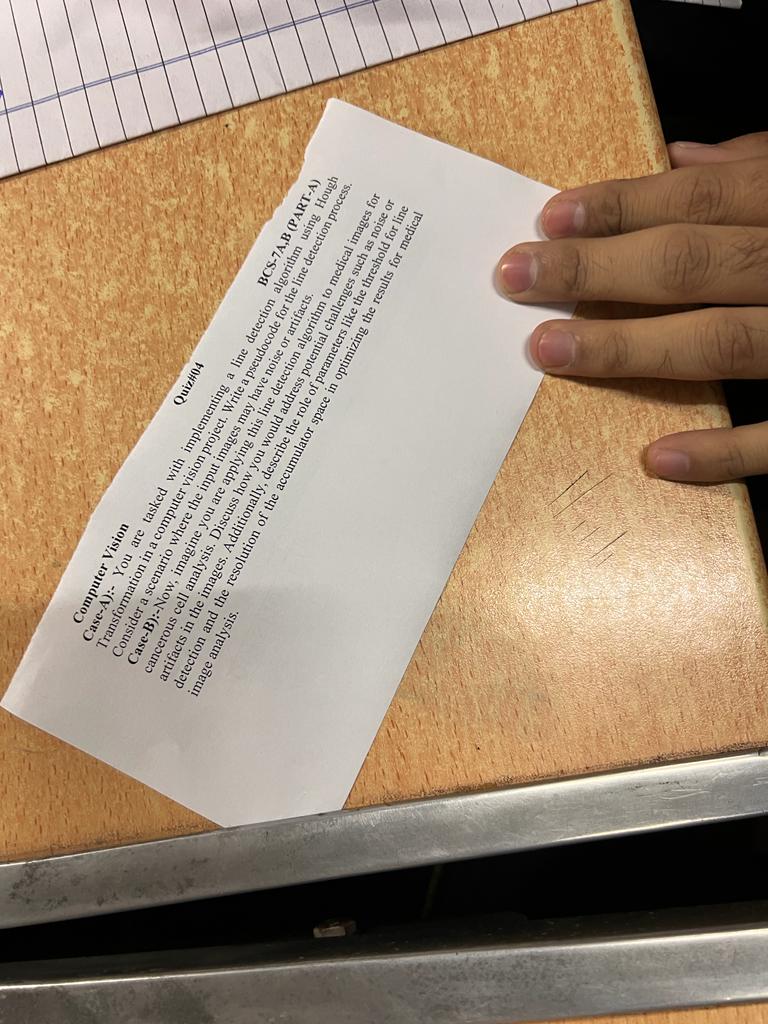 Computer Vision Quiz#04 BCS-7A,B (PART-A)
Case-A):- You are tasked with implementing a line detection algorithm using Hough
Transformation in a computer vision project. Write a pseudocode for the line detection process.
Consider a scenario where the input images may have noise or artifacts.
Case-B):-Now, imagine you are applying this line detection algorithm to medical images for
cancerous cell analysis. Discuss how you would address potential challenges such as noise or
artifacts in the images. Additionally, describe the role of parameters like the threshold for line
detection and the resolution of the accumulator space in optimizing the results for medical
image analysis.